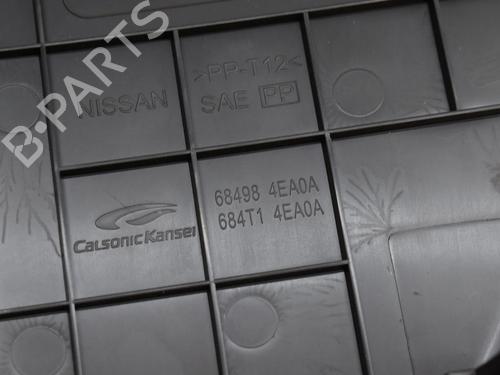 B-PARTS
NISSAN
>PP-T12<
SAE PP
68498 4EA0A
684T1 4EA0A
CalsonicKansei